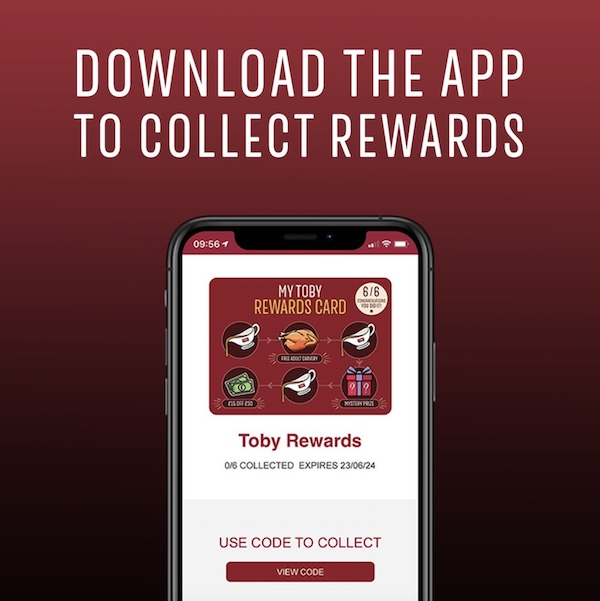 DOWNLOAD THE APP
TO COLLECT REWARDS
09:56
MY TOBY
REWARDS CARD
6/6
CONGRATULATIONS
YOU DID IT!
FREE ADULT CARVERY
£15 OFF £30
MYSTERY PRIZE
Toby Rewards
0/6 COLLECTED EXPIRES 23/06/24
USE CODE TO COLLECT
VIEW CODE